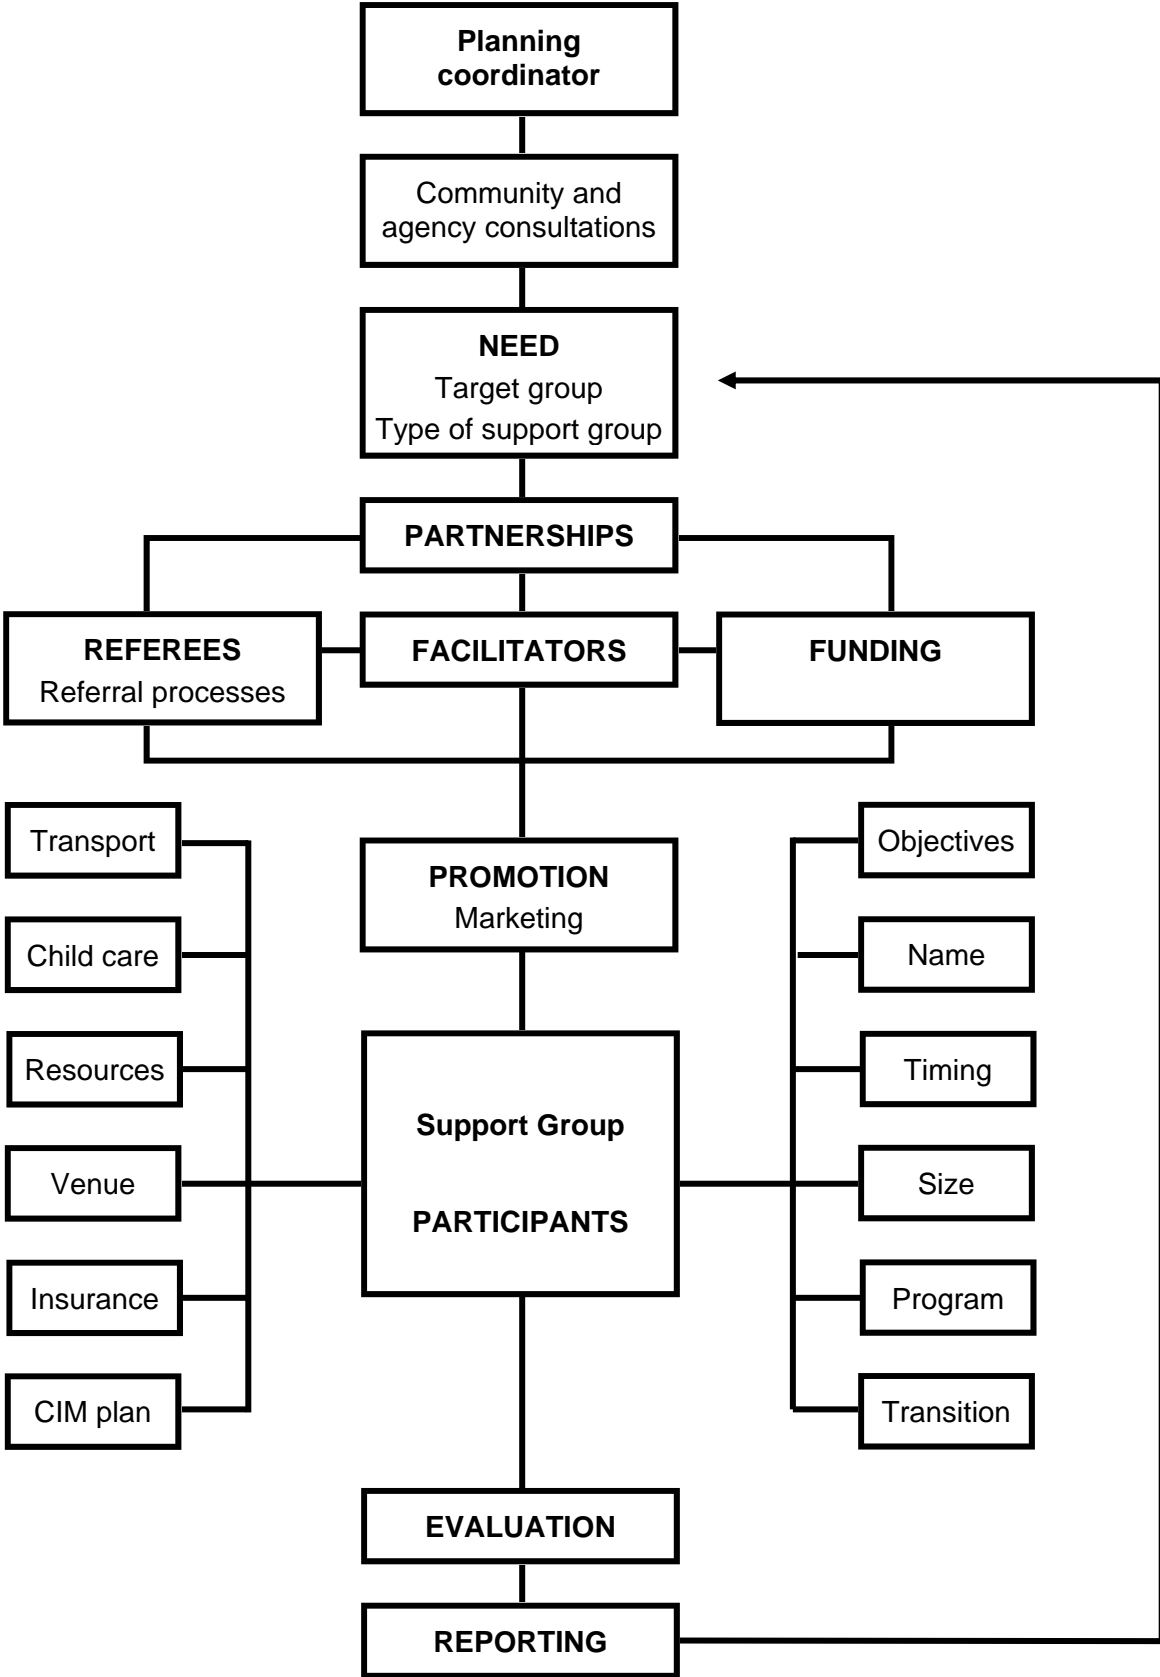 Planning
coordinator
Community and
agency consultations
NEED
Target group
Type of support group
PARTNERSHIPS
REFEREES
Referral processes
FACILITATORS
FUNDING
PROMOTION
Marketing
Transport
Child care
Resources
Venue
Insurance
CIM plan
Support Group
PARTICIPANTS
Objectives
Name
Timing
Size
Program
Transition
EVALUATION
REPORTING